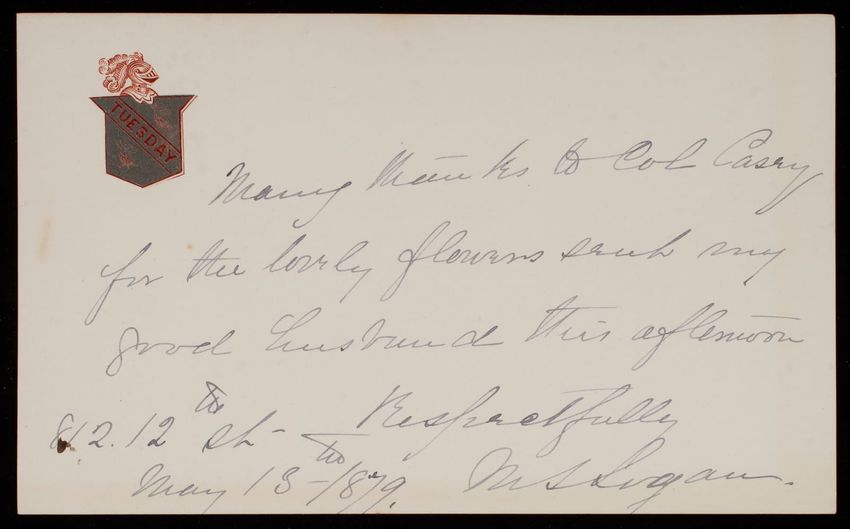 TUESDAY
Many thanks to Col Casey
for the lovely flowers sent my
good husband this afternoon
Respectfully
812. 12th st-
May 13th 1879. M S Logan.